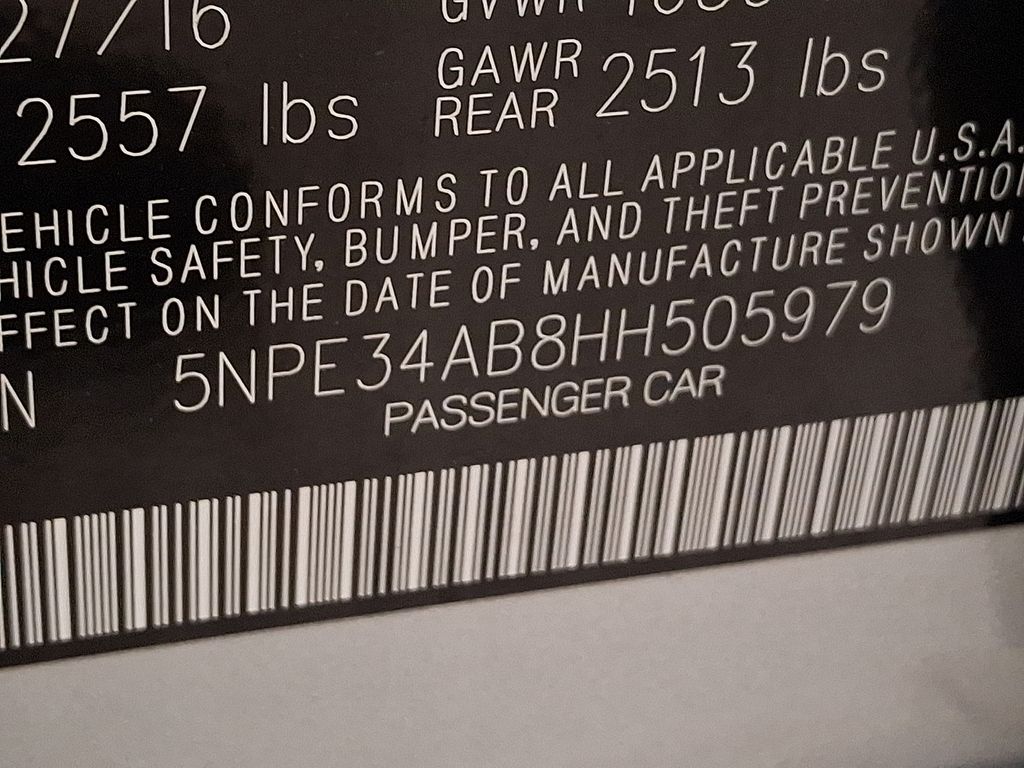 27/16
2557 lbs GAWR REAR 2513 lbs
EHICLE CONFORMS TO ALL APPLICABLE U.S.A.
HICLE SAFETY, BUMPER, AND THEFT PREVENTIO
FFECT ON THE DATE OF MANUFACTURE SHOWN
N 5NPE34AB8HH505979
PASSENGER CAR